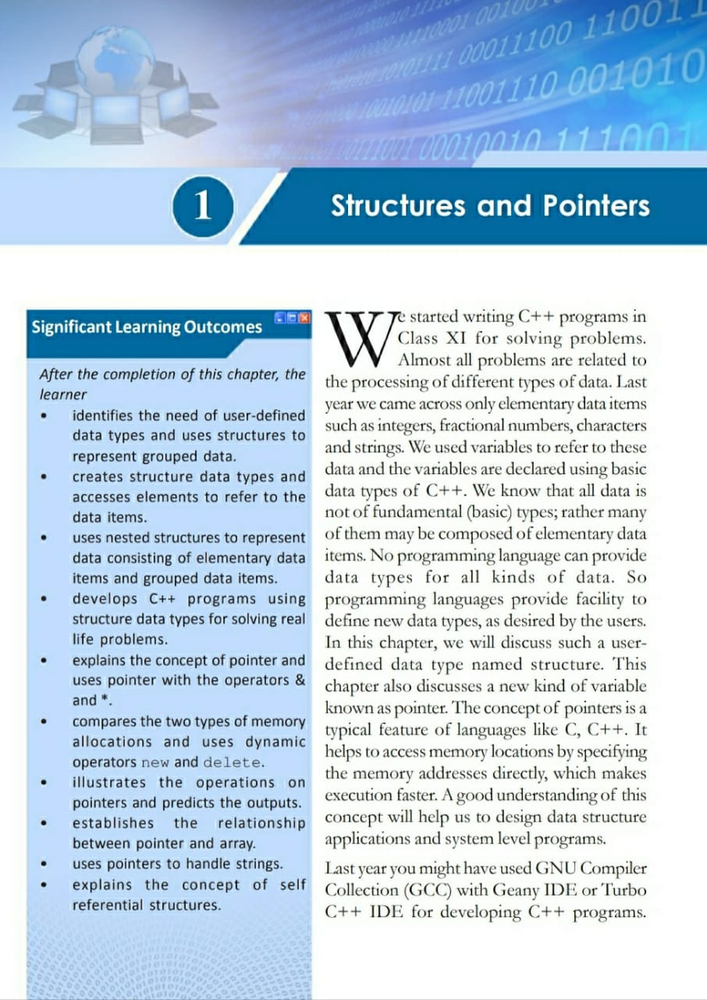 1
Structures and Pointers
Significant Learning Outcomes
After the completion of this chapter, the
learner
• identifies the need of user-defined
data types and uses structures to
represent grouped data.
• creates structure data types and
accesses elements to refer to the
data items.
• uses nested structures to represent
data consisting of elementary data
items and grouped data items.
• develops C++ programs using
structure data types for solving real
life problems.
• explains the concept of pointer and
uses pointer with the operators &
and *.
• compares the two types of memory
allocations and uses dynamic
operators new and delete.
• illustrates the operations on
pointers and predicts the outputs.
• establishes the relationship
between pointer and array.
• uses pointers to handle strings.
• explains the concept of self
referential structures.
We started writing C++ programs in
Class XI for solving problems.
Almost all problems are related to
the processing of different types of data. Last
year we came across only elementary data items
such as integers, fractional numbers, characters
and strings. We used variables to refer to these
data and the variables are declared using basic
data types of C++. We know that all data is
not of fundamental (basic) types; rather many
of them may be composed of elementary data
items. No programming language can provide
data types for all kinds of data. So
programming languages provide facility to
define new data types, as desired by the users.
In this chapter, we will discuss such a user-
defined data type named structure. This
chapter also discusses a new kind of variable
known as pointer. The concept of pointers is a
typical feature of languages like C, C++. It
helps to access memory locations by specifying
the memory addresses directly, which makes
execution faster. A good understanding of this
concept will help us to design data structure
applications and system level programs.
Last year you might have used GNU Compiler
Collection (GCC) with Geany IDE or Turbo
C++ IDE for developing C++ programs.